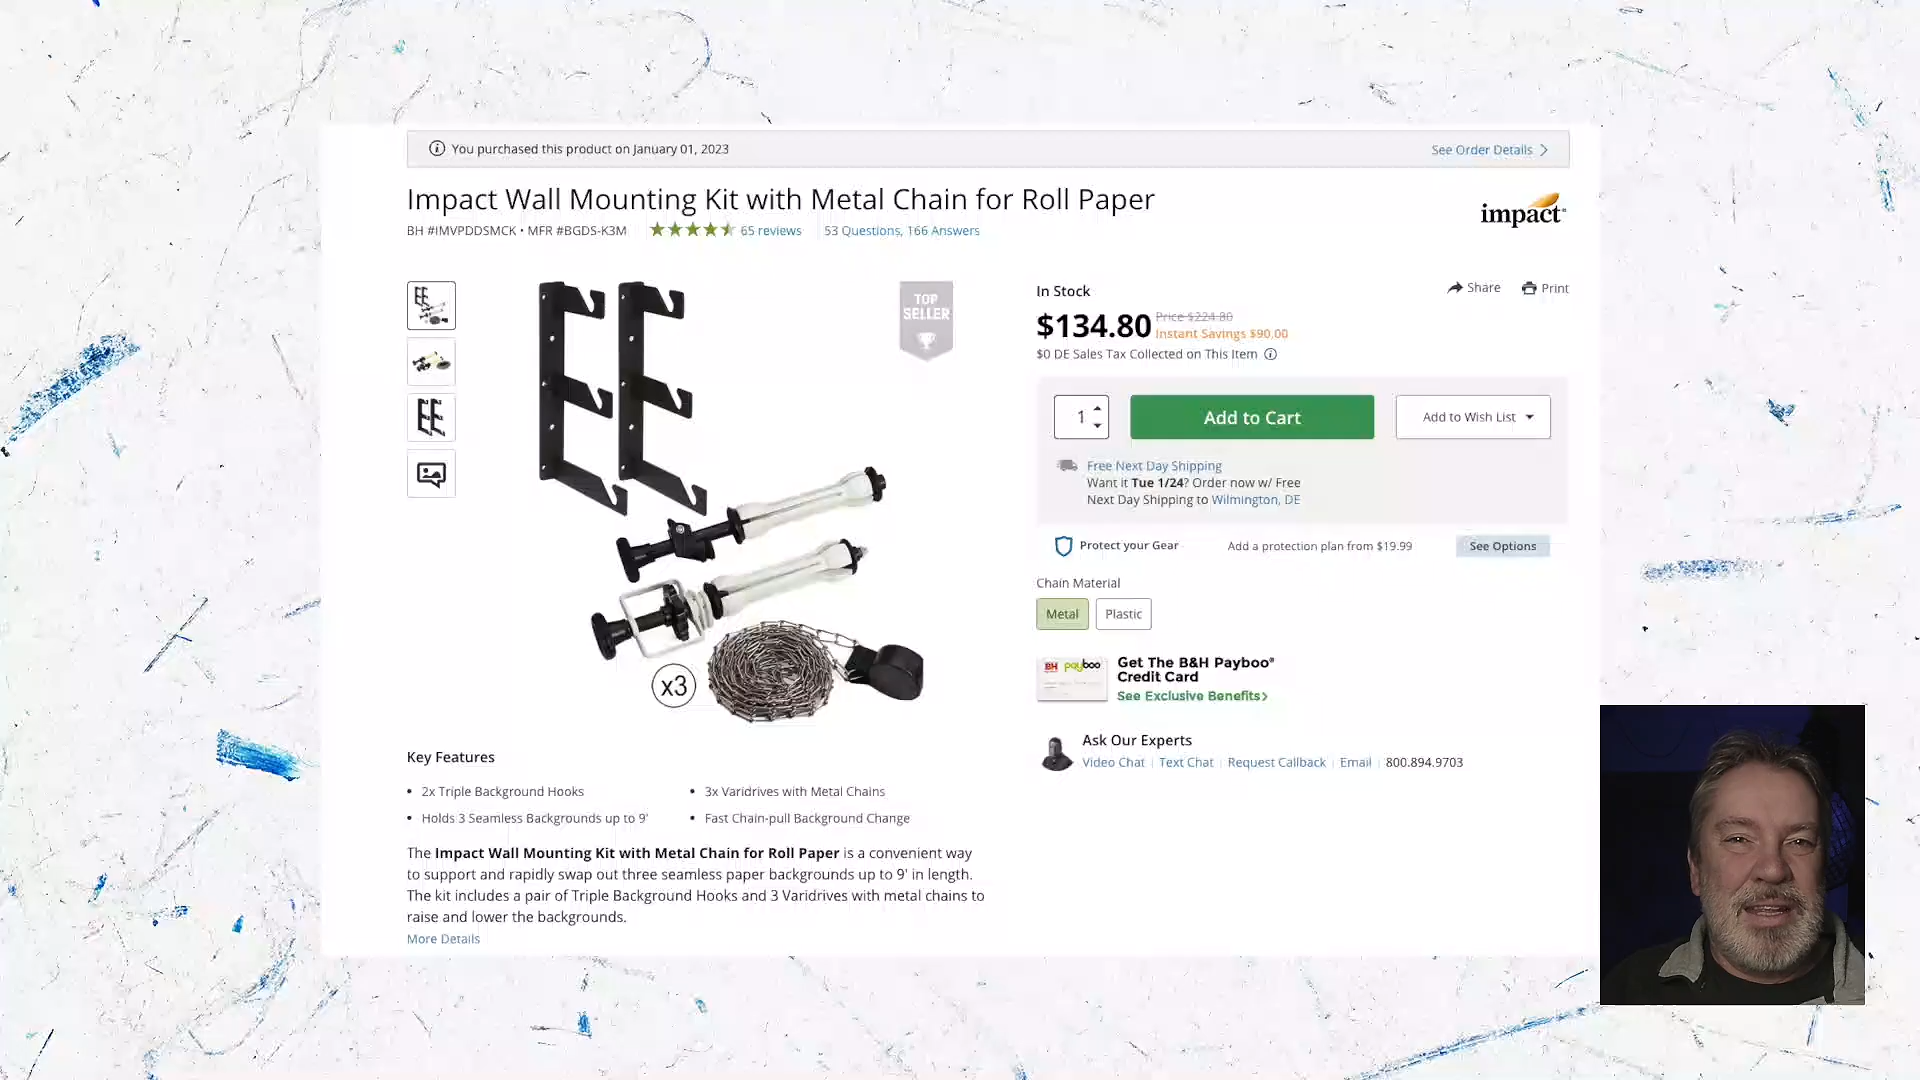 You purchased this product on January 01, 2023
See Order Details
Impact Wall Mounting Kit with Metal Chain for Roll Paper
impact
BH #IMVPDDSMCK • MFR #BGDS-K3M
65 reviews
53 Questions, 166 Answers
TOP
SELLER
x3
In Stock
Share
Print
$134.80
Price $224.80
Instant Savings $90.00
$0 DE Sales Tax Collected on This Item
1
Add to Cart
Add to Wish List
Free Next Day Shipping
Want it Tue 1/24? Order now w/ Free
Next Day Shipping to Wilmington, DE
Protect your Gear
Add a protection plan from $19.99
See Options
Chain Material
Metal
Plastic
BH payboo
Get The B&H Payboo®
Credit Card
See Exclusive Benefits
Ask Our Experts
Video Chat | Text Chat | Request Callback | Email | 800.894.9703
Key Features
• 2x Triple Background Hooks
• Holds 3 Seamless Backgrounds up to 9'
• 3x Varidrives with Metal Chains
• Fast Chain-pull Background Change
The Impact Wall Mounting Kit with Metal Chain for Roll Paper is a convenient way
to support and rapidly swap out three seamless paper backgrounds up to 9' in length.
The kit includes a pair of Triple Background Hooks and 3 Varidrives with metal chains to
raise and lower the backgrounds.
More Details